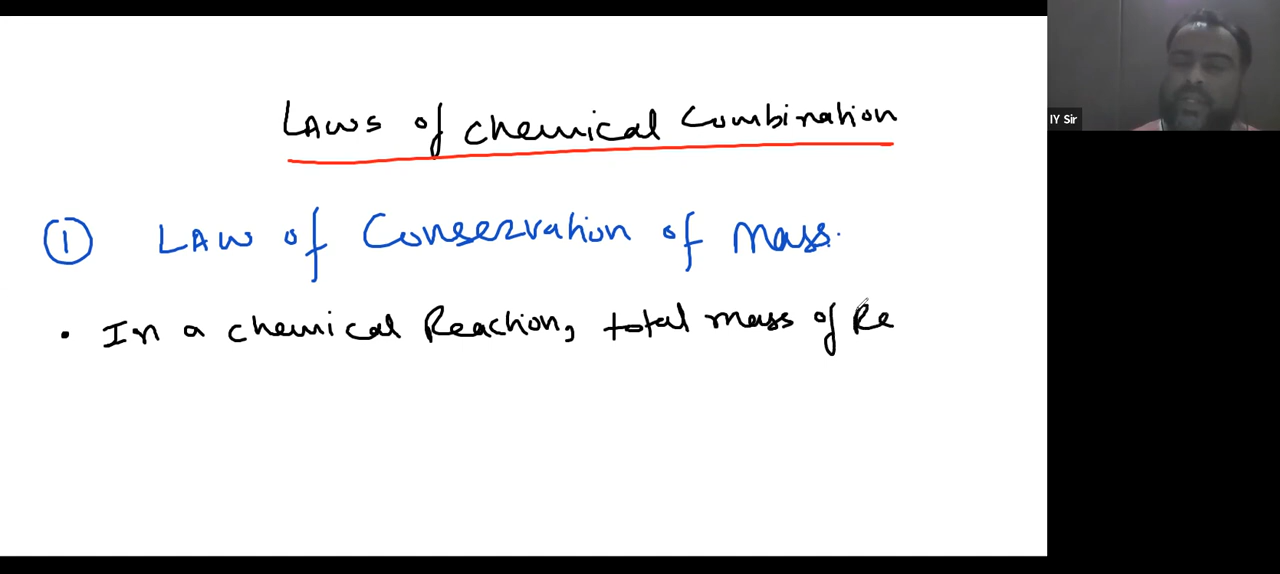 LAWS of chemical Combination
IY Sir
① LAW of Conservation of Mass.
• In a chemical Reaction, total mass of Re